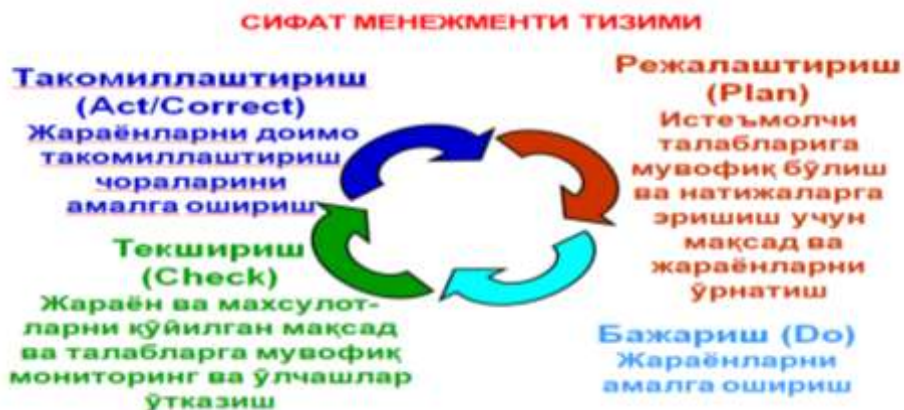 СИФАТ МЕНЕЖМЕНТИ ТИЗИМИ
Такомиллаштириш
(Act/Correct)
Жараёнларни доимо
такомиллаштириш
чораларини
амалга ошириш
Режалаштириш
(Plan)
Истеъмолчи
талабларига
мувофиқ бўлиш
ва натижаларга
эришиш учун
мақсад ва
жараёнларни
ўрнатиш
Текшириш
(Check)
Жараён ва махсулот-
ларни қўйилган мақсад
ва талабларга мувофиқ
мониторинг ва ўлчашлар
ўтказиш
Бажариш (Do)
Жараёнларни
амалга ошириш